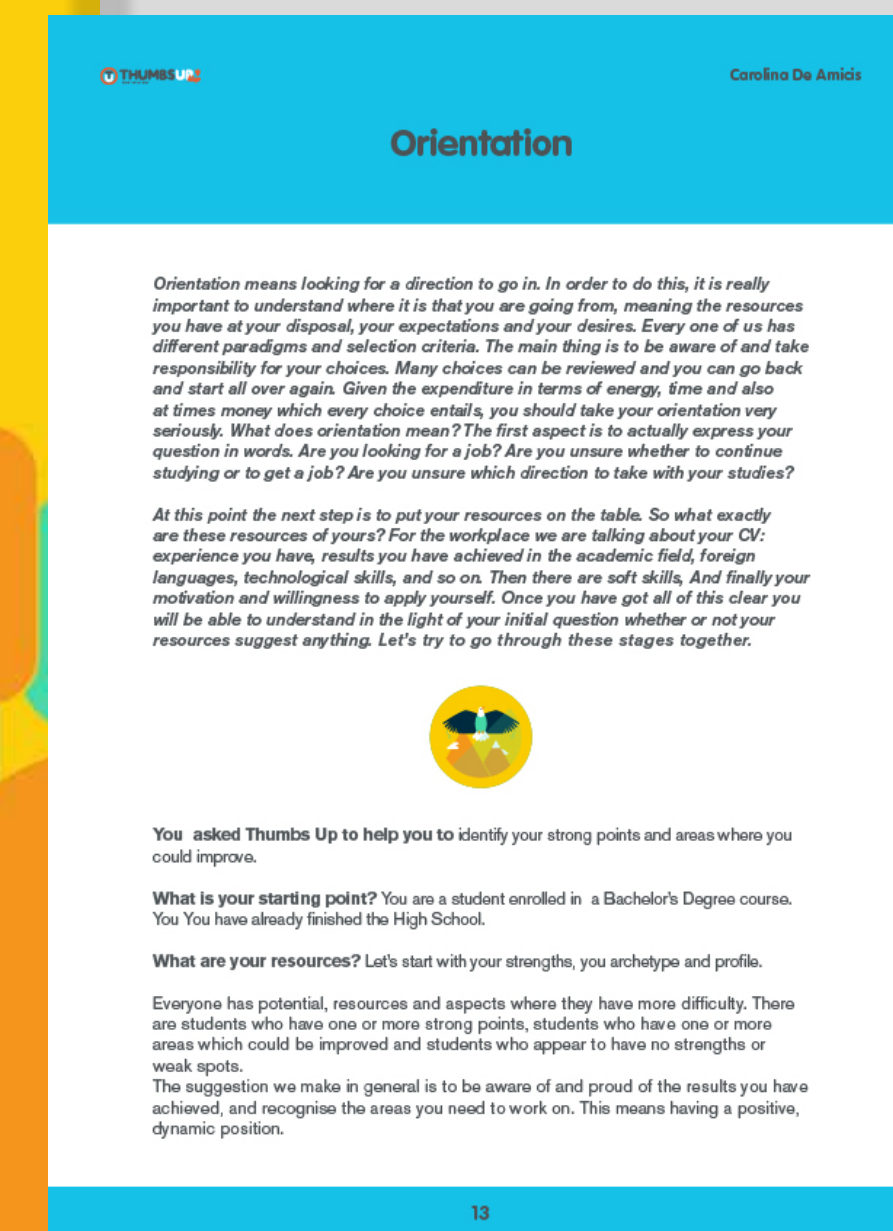 THUMBSUP
Carolina De Amicis
Orientation
Orientation means looking for a direction to go in. In order to do this, it is really
important to understand where it is that you are going from, meaning the resources
you have at your disposal, your expectations and your desires. Every one of us has
different paradigms and selection criteria. The main thing is to be aware of and take
responsibility for your choices. Many choices can be reviewed and you can go back
and start all over again. Given the expenditure in terms of energy, time and also
at times money which every choice entails, you should take your orientation very
seriously. What does orientation mean? The first aspect is to actually express your
question in words. Are you looking for a job? Are you unsure whether to continue
studying or to get a job? Are you unsure which direction to take with your studies?
At this point the next step is to put your resources on the table. So what exactly
are these resources of yours? For the workplace we are talking about your CV:
experience you have, results you have achieved in the academic field, foreign
languages, technological skills, and so on. Then there are soft skills, And finally your
motivation and willingness to apply yourself. Once you have got all of this clear you
will be able to understand in the light of your initial question whether or not your
resources suggest anything. Let's try to go through these stages together.
You asked Thumbs Up to help you to identify your strong points and areas where you
could improve.
What is your starting point? You are a student enrolled in a Bachelor's Degree course.
You You have already finished the High School.
What are your resources? Let's start with your strengths, you archetype and profile.
Everyone has potential, resources and aspects where they have more difficulty. There
are students who have one or more strong points, students who have one or more
areas which could be improved and students who appear to have no strengths or
weak spots.
The suggestion we make in general is to be aware of and proud of the results you have
achieved, and recognise the areas you need to work on. This means having a positive,
dynamic position.
13